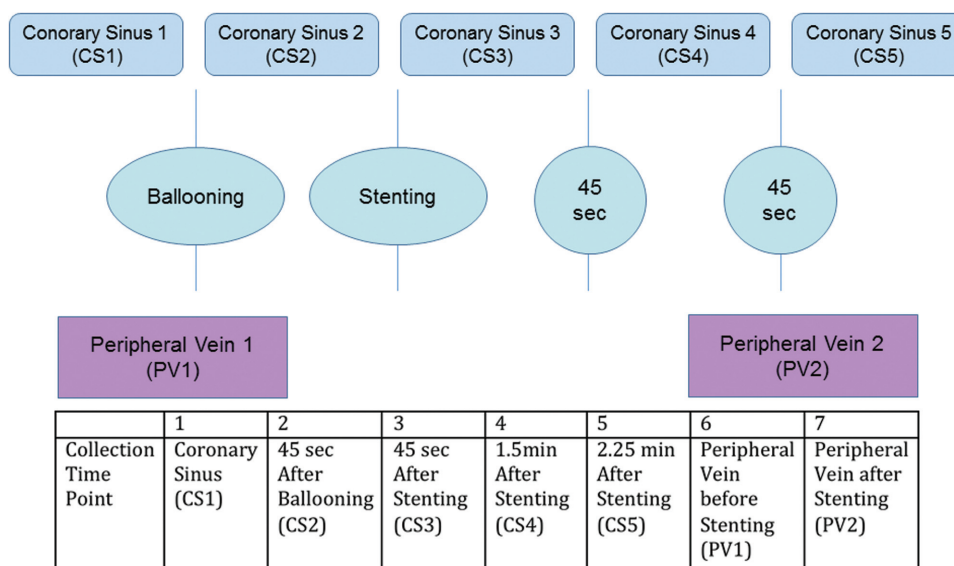 Conorary Sinus 1
(CS1)
Coronary Sinus 2
(CS2)
Coronary Sinus 3
(CS3)
Coronary Sinus 4
(CS4)
Coronary Sinus 5
(CS5)
Ballooning
Stenting
45
sec
45
sec
Peripheral Vein 1
(PV1)
Peripheral Vein 2
(PV2)
1 2 3 4 5 6 7
Collection Coronary 45 sec 45 sec 1.5min 2.25 min Peripheral Peripheral
Time Sinus After After After After Vein Vein after
Point (CS1) Ballooning Stenting Stenting Stenting before Stenting
(CS2) (CS3) (CS4) (CS5) Stenting (PV2)
(PV1)